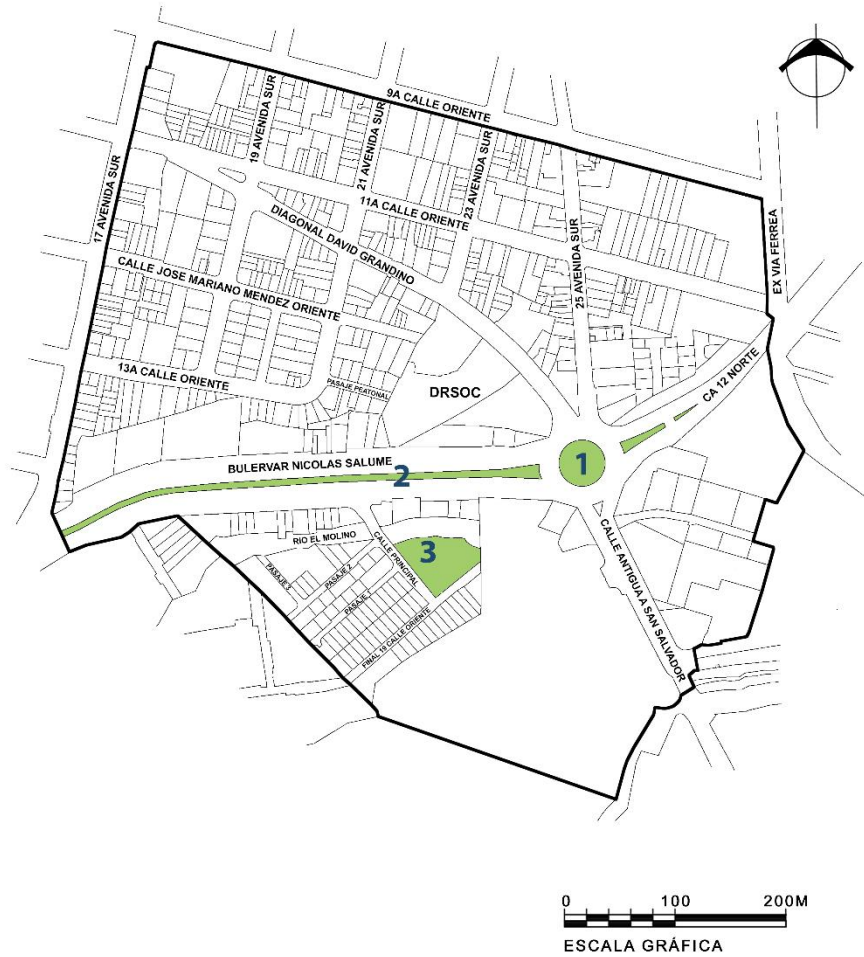 9A CALLE ORIENTE
19 AVENIDA SUR
21 AVENIDA SUR
23 AVENIDA SUR
17 AVENIDA SUR
11A CALLE ORIENTE
DIAGONAL DAVID GRANDINO
25 AVENIDA SUR
EX VIA FERREA
CALLE JOSE MARIANO MENDEZ ORIENTE
13A CALLE ORIENTE
PASAJE PEATONAL
DRSOC
CA 12 NORTE
BULERVAR NICOLAS SALUME
1
2
RIO EL MOLINO
3
CALLE PRINCIPAL
PASAJE 3
PASAJE 2
PASAJE 1
FINAL 19 CALLE ORIENTE
CALLE ANTIGUA A SAN SALVADOR
0 100 200M
ESCALA GRÁFICA